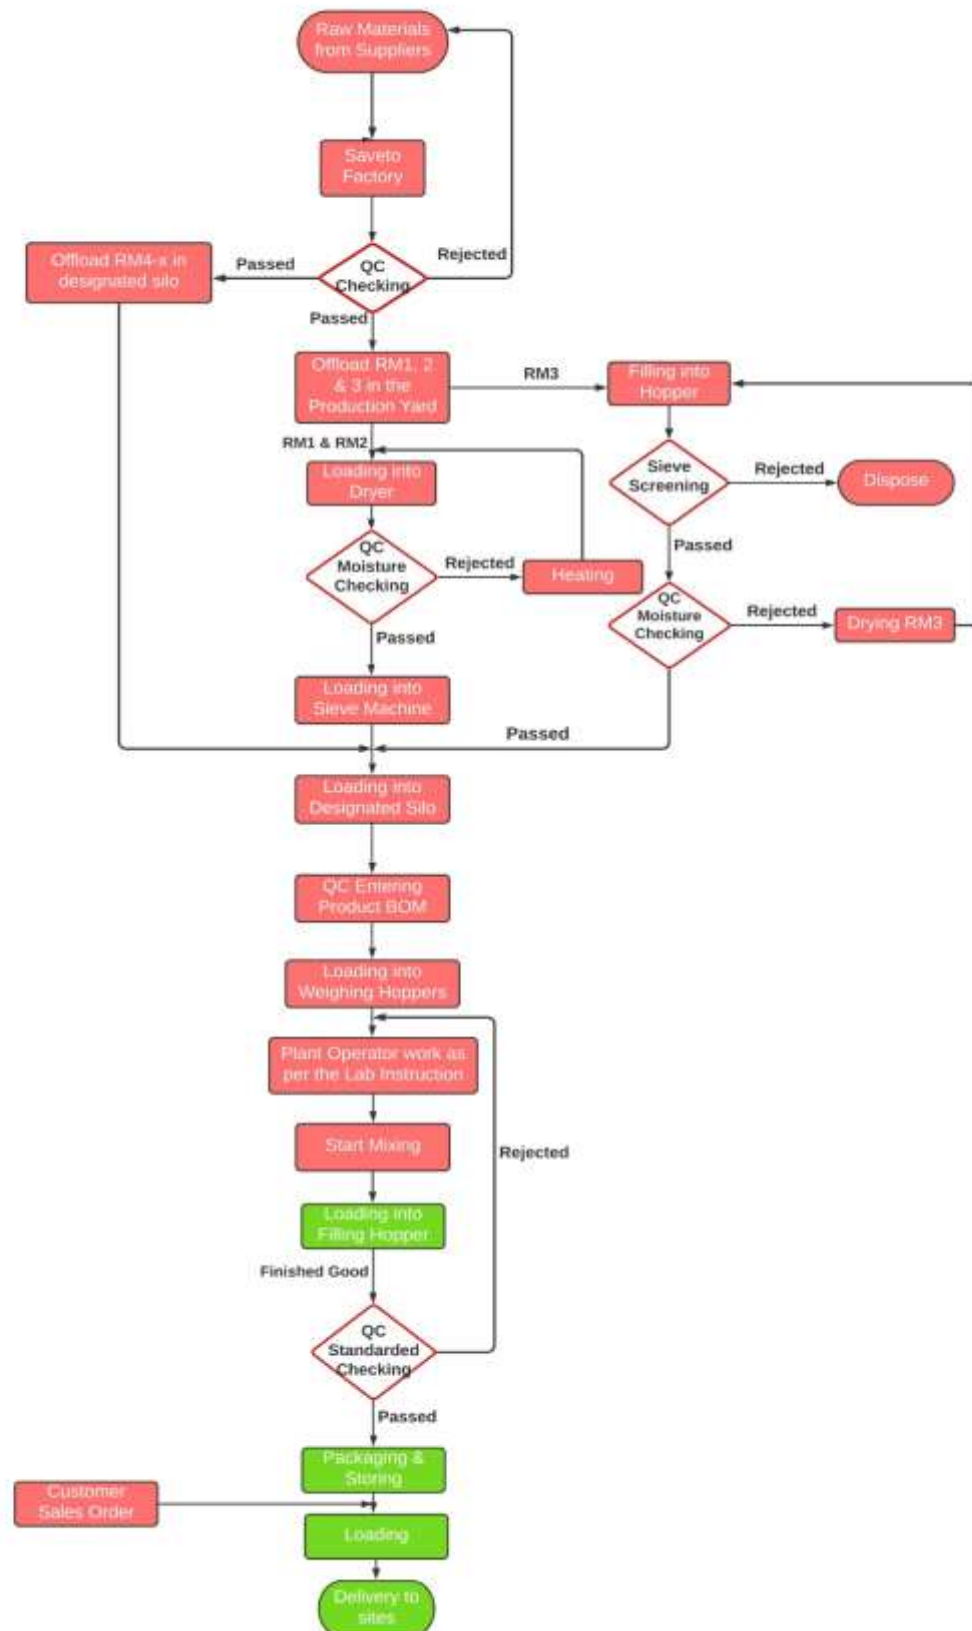 Raw Materials
from Suppliers
Saveto
Factory
Offload RM4-x in
designated silo
Passed
QC
Checking
Rejected
Passed
Offload RM1, 2
& 3 in the
Production Yard
RM3
Filling into
Hopper
RM1 & RM2
Loading into
Dryer
Sieve
Screening
Rejected
Dispose
Passed
QC
Moisture
Checking
Rejected
Heating
QC
Moisture
Checking
Rejected
Drying RM3
Passed
Loading into
Sieve Machine
Passed
Loading into
Designated Silo
QC Entering
Product BOM
Loading into
Weighing Hoppers
Plant Operator work as
per the Lab Instruction
Start Mixing
Rejected
Loading into
Filling Hopper
Finished Good
QC
Standarded
Checking
Passed
Packaging &
Storing
Customer
Sales Order
Loading
Delivery to
sites